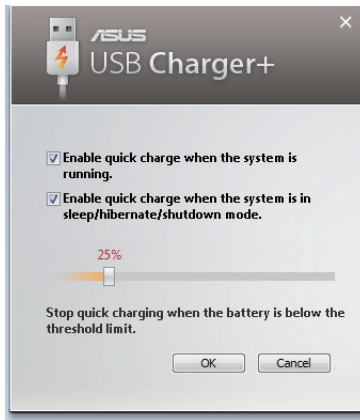 ASUS
USB Charger+
Enable quick charge when the system is
running.
Enable quick charge when the system is in
sleep/hibernate/shutdown mode.
25%
Stop quick charging when the battery is below the
threshold limit.
OK Cancel